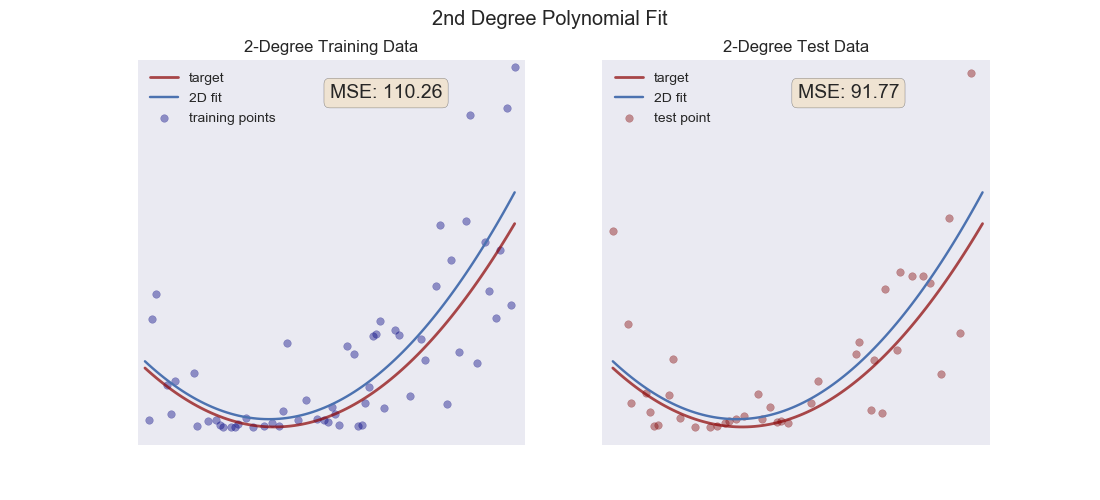 2nd Degree Polynomial Fit
2-Degree Training Data
target
2D fit
training points
MSE: 110.26
2-Degree Test Data
target
2D fit
test point
MSE: 91.77